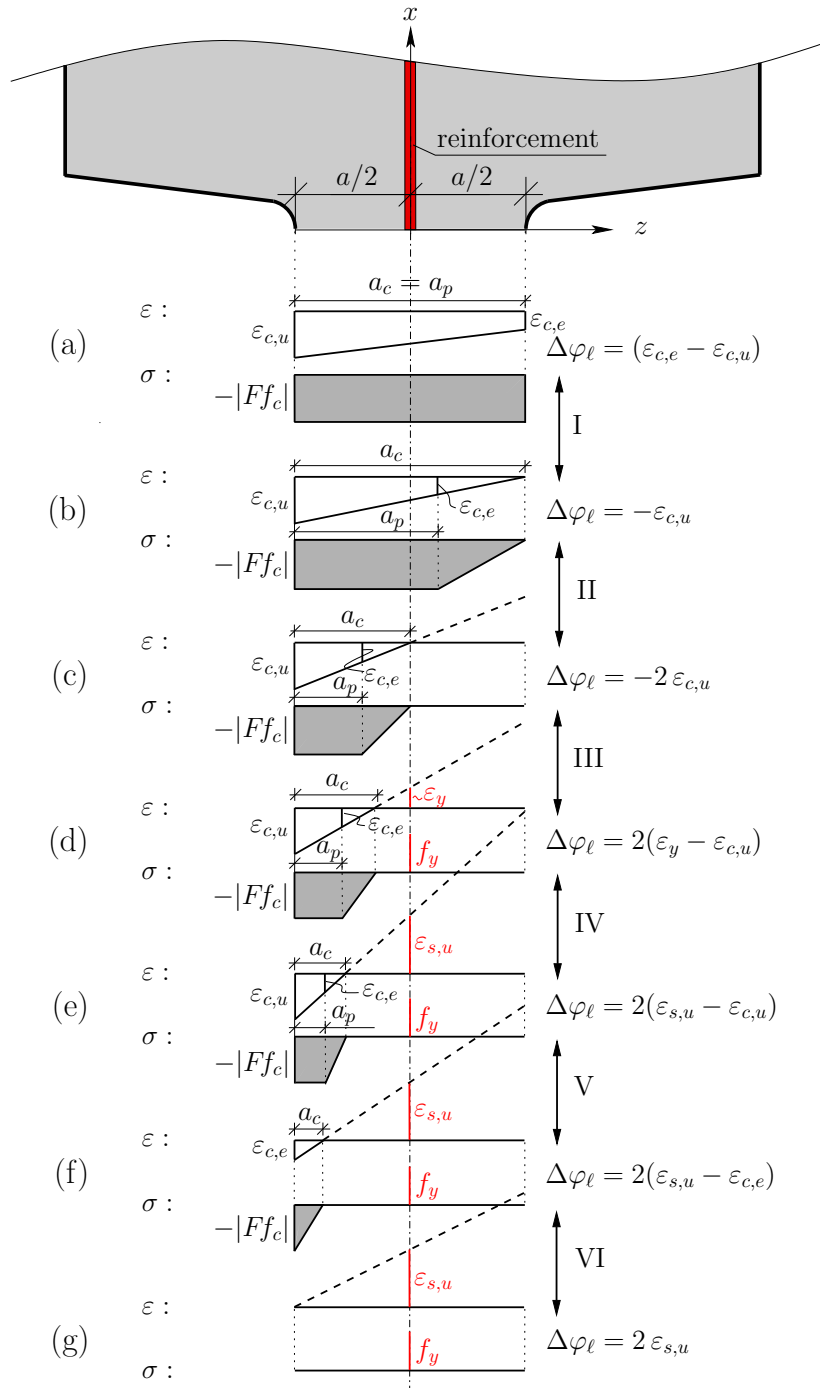 x
reinforcement
a/2 a/2
z
a_c = a_p
ε :
ε_{c,u} ε_{c,e}
(a) Δφ_ℓ = (ε_{c,e} − ε_{c,u})
σ :
−|Ff_c|
I
a_c
ε :
ε_{c,u} ε_{c,e}
(b) a_p Δφ_ℓ = −ε_{c,u}
σ :
−|Ff_c|
II
a_c
ε :
ε_{c,u} ε_{c,e}
(c) a_p Δφ_ℓ = −2 ε_{c,u}
σ :
−|Ff_c|
III
a_c
ε : ε_y
ε_{c,u} ε_{c,e}
(d) a_p f_y Δφ_ℓ = 2(ε_y − ε_{c,u})
σ :
−|Ff_c|
IV
a_c ε_{s,u}
ε :
ε_{c,u} ε_{c,e}
(e) a_p f_y Δφ_ℓ = 2(ε_{s,u} − ε_{c,u})
σ :
−|Ff_c|
V
a_c ε_{s,u}
ε :
ε_{c,e}
(f) f_y Δφ_ℓ = 2(ε_{s,u} − ε_{c,e})
σ :
−|Ff_c|
VI
ε_{s,u}
ε :
(g) f_y Δφ_ℓ = 2 ε_{s,u}
σ :